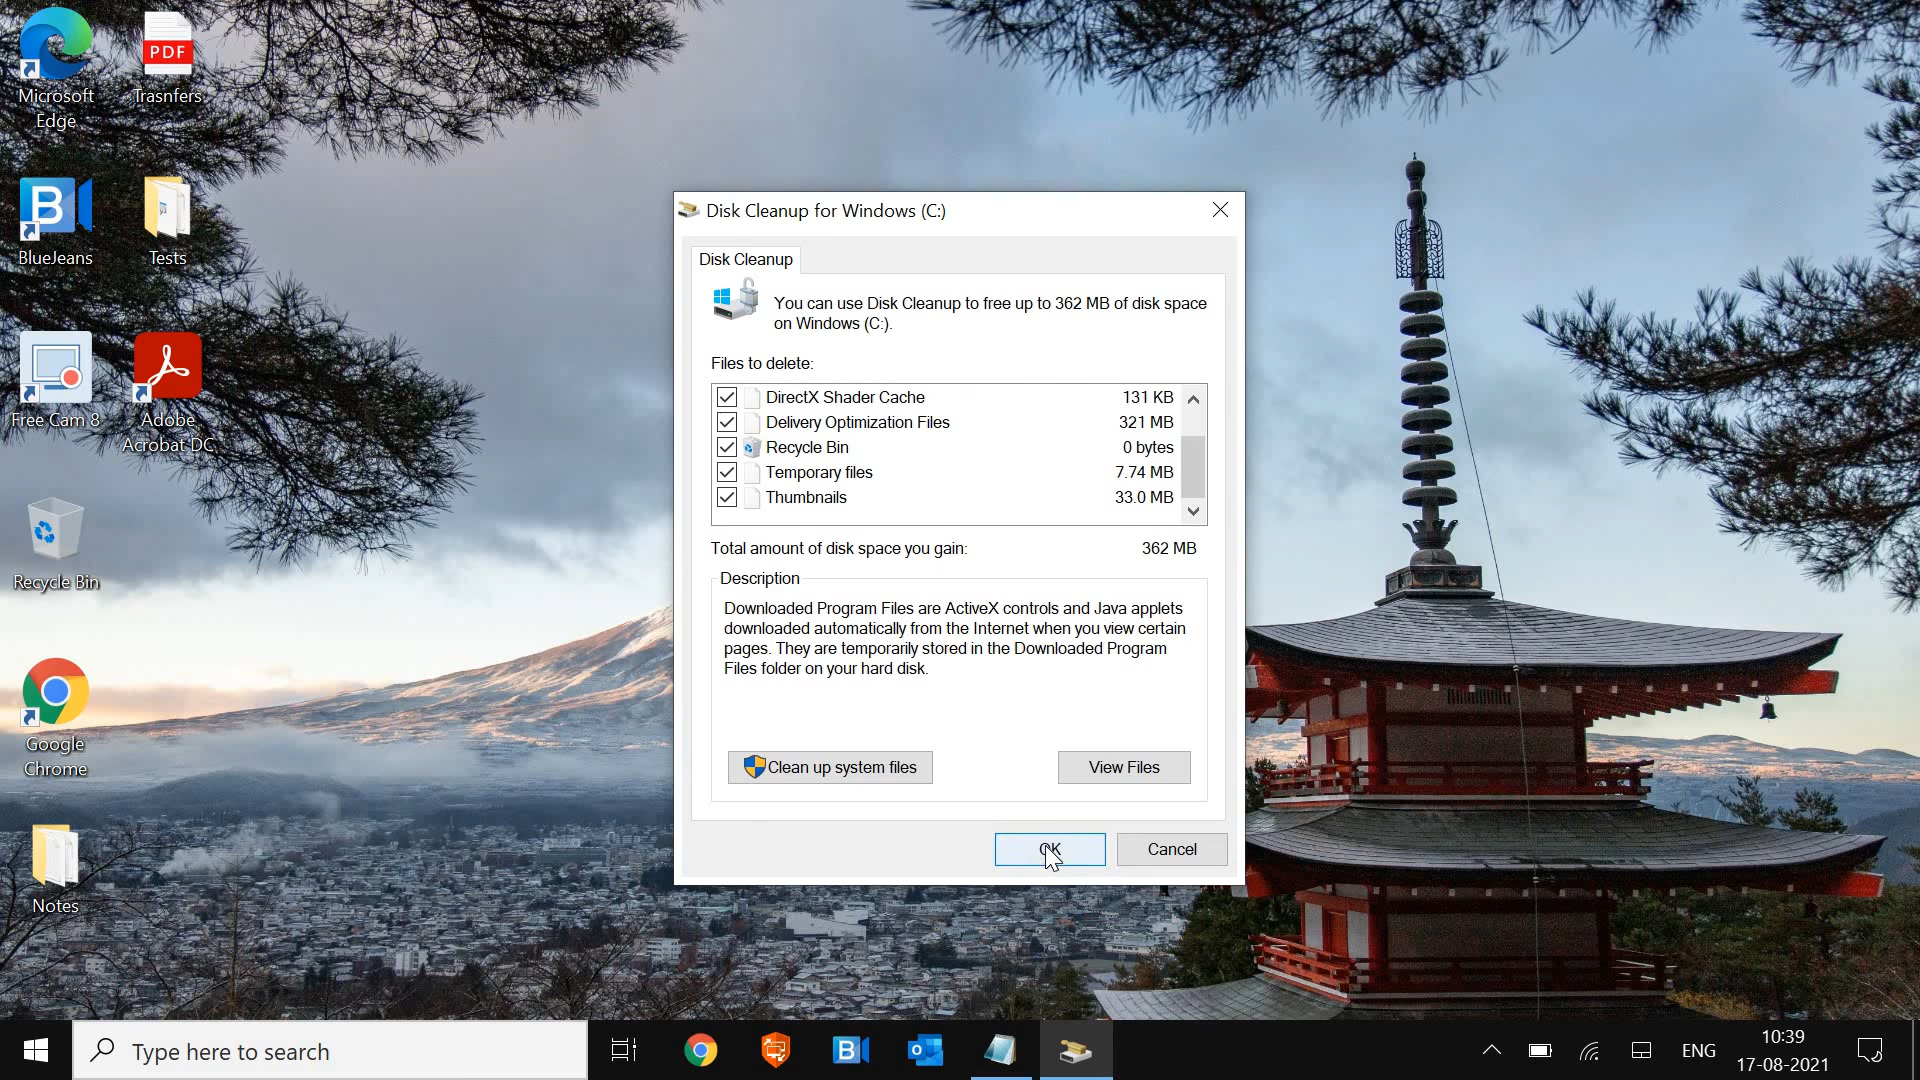 Microsoft
Edge
PDF
Trasnfers
B
BlueJeans
Tests
Free Cam 8
Adobe
Acrobat DC
Recycle Bin
Google
Chrome
Notes
Disk Cleanup for Windows (C:)
Disk Cleanup
You can use Disk Cleanup to free up to 362 MB of disk space
on Windows (C:).
Files to delete:
DirectX Shader Cache 131 KB
Delivery Optimization Files 321 MB
Recycle Bin 0 bytes
Temporary files 7.74 MB
Thumbnails 33.0 MB
Total amount of disk space you gain: 362 MB
Description
Downloaded Program Files are ActiveX controls and Java applets
downloaded automatically from the Internet when you view certain
pages. They are temporarily stored in the Downloaded Program
Files folder on your hard disk.
Clean up system files
View Files
OK
Cancel
Type here to search
B
o
ENG
10:39
17-08-2021